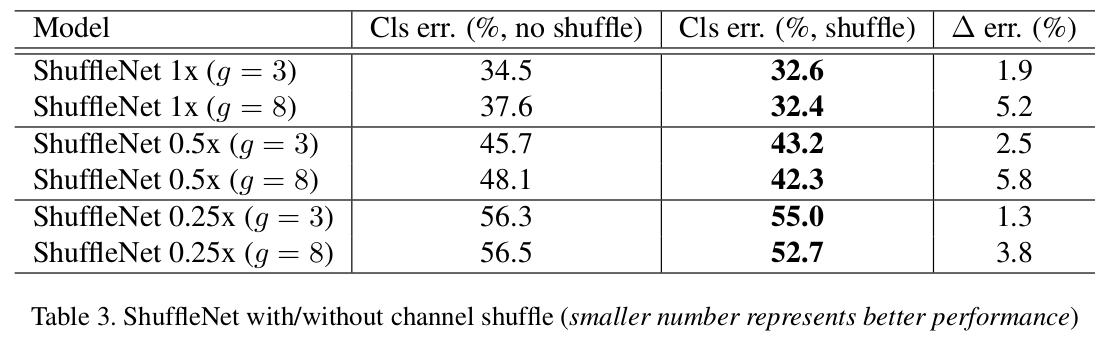 Model Cls err. (%, no shuffle) Cls err. (%, shuffle) Δ err. (%)
ShuffleNet 1x (g = 3) 34.5 32.6 1.9
ShuffleNet 1x (g = 8) 37.6 32.4 5.2
ShuffleNet 0.5x (g = 3) 45.7 43.2 2.5
ShuffleNet 0.5x (g = 8) 48.1 42.3 5.8
ShuffleNet 0.25x (g = 3) 56.3 55.0 1.3
ShuffleNet 0.25x (g = 8) 56.5 52.7 3.8
Table 3. ShuffleNet with/without channel shuffle (smaller number represents better performance)